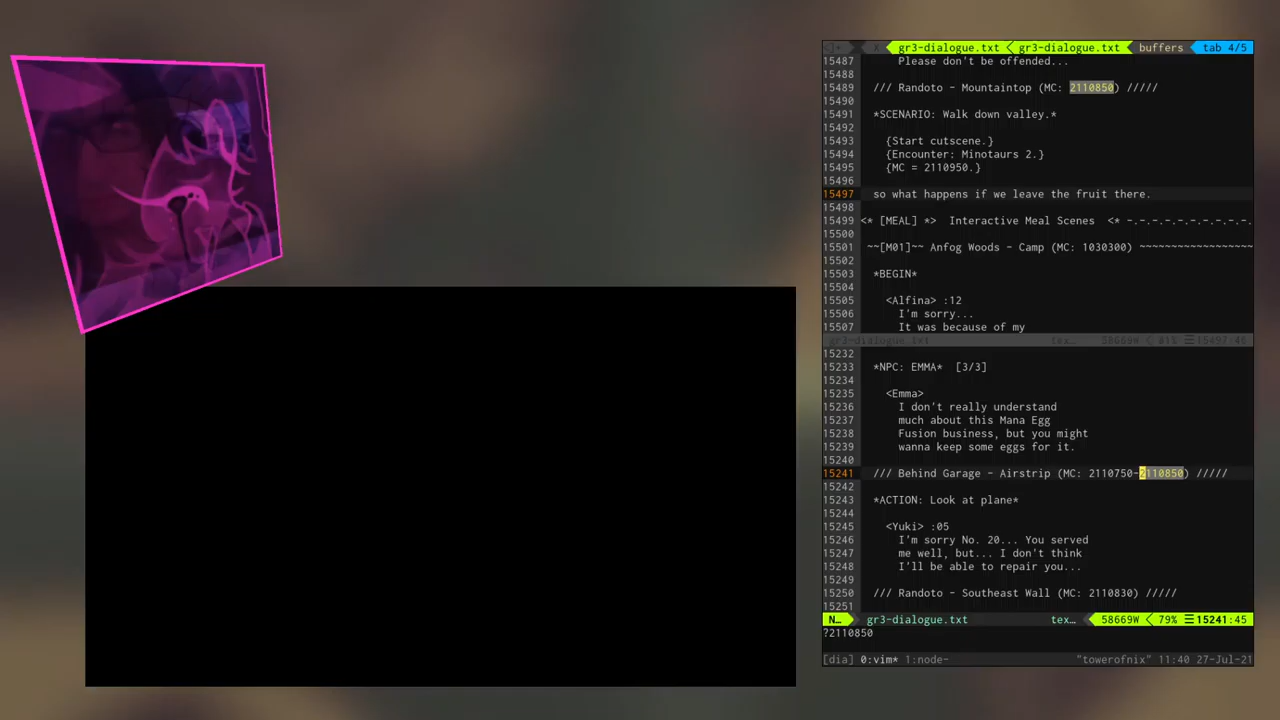 gr3-dialogue.txt gr3-dialogue.txt buffers tab 4/5
15487 Please don't be offended...
15488
15489 /// Randoto - Mountaintop (MC: 2110850) /////
15490
15491 *SCENARIO: Walk down valley.*
15492
15493 {Start cutscene.}
15494 {Encounter: Minotaurs 2.}
15495 {MC = 2110950.}
15496
15497 so what happens if we leave the fruit there.
15498
15499 <* [MEAL] *> Interactive Meal Scenes <* -.-.-.-.-.-.-.-.-.-.
15500
15501 ~~[M01]~~ Anfog Woods - Camp (MC: 1030300) ~~~~~~~~~~~~~~~~~~
15502
15503 *BEGIN*
15504
15505 <Alfina> :12
15506 I'm sorry...
15507 It was because of my
gr3-dialogue.txt tex... 58669W < 81% ☰15497:46
15232
15233 *NPC: EMMA* [3/3]
15234
15235 <Emma>
15236 I don't really understand
15237 much about this Mana Egg
15238 Fusion business, but you might
15239 wanna keep some eggs for it.
15240
15241 /// Behind Garage - Airstrip (MC: 2110750-2110850) /////
15242
15243 *ACTION: Look at plane*
15244
15245 <Yuki> :05
15246 I'm sorry No. 20... You served
15247 me well, but... I don't think
15248 I'll be able to repair you...
15249
15250 /// Randoto - Southeast Wall (MC: 2110830) /////
15251
N... gr3-dialogue.txt tex... 58669W < 79% ☰15241:45
?2110850
[dia] 0:vim* 1:node- "towerofnix" 11:40 27-Jul-21